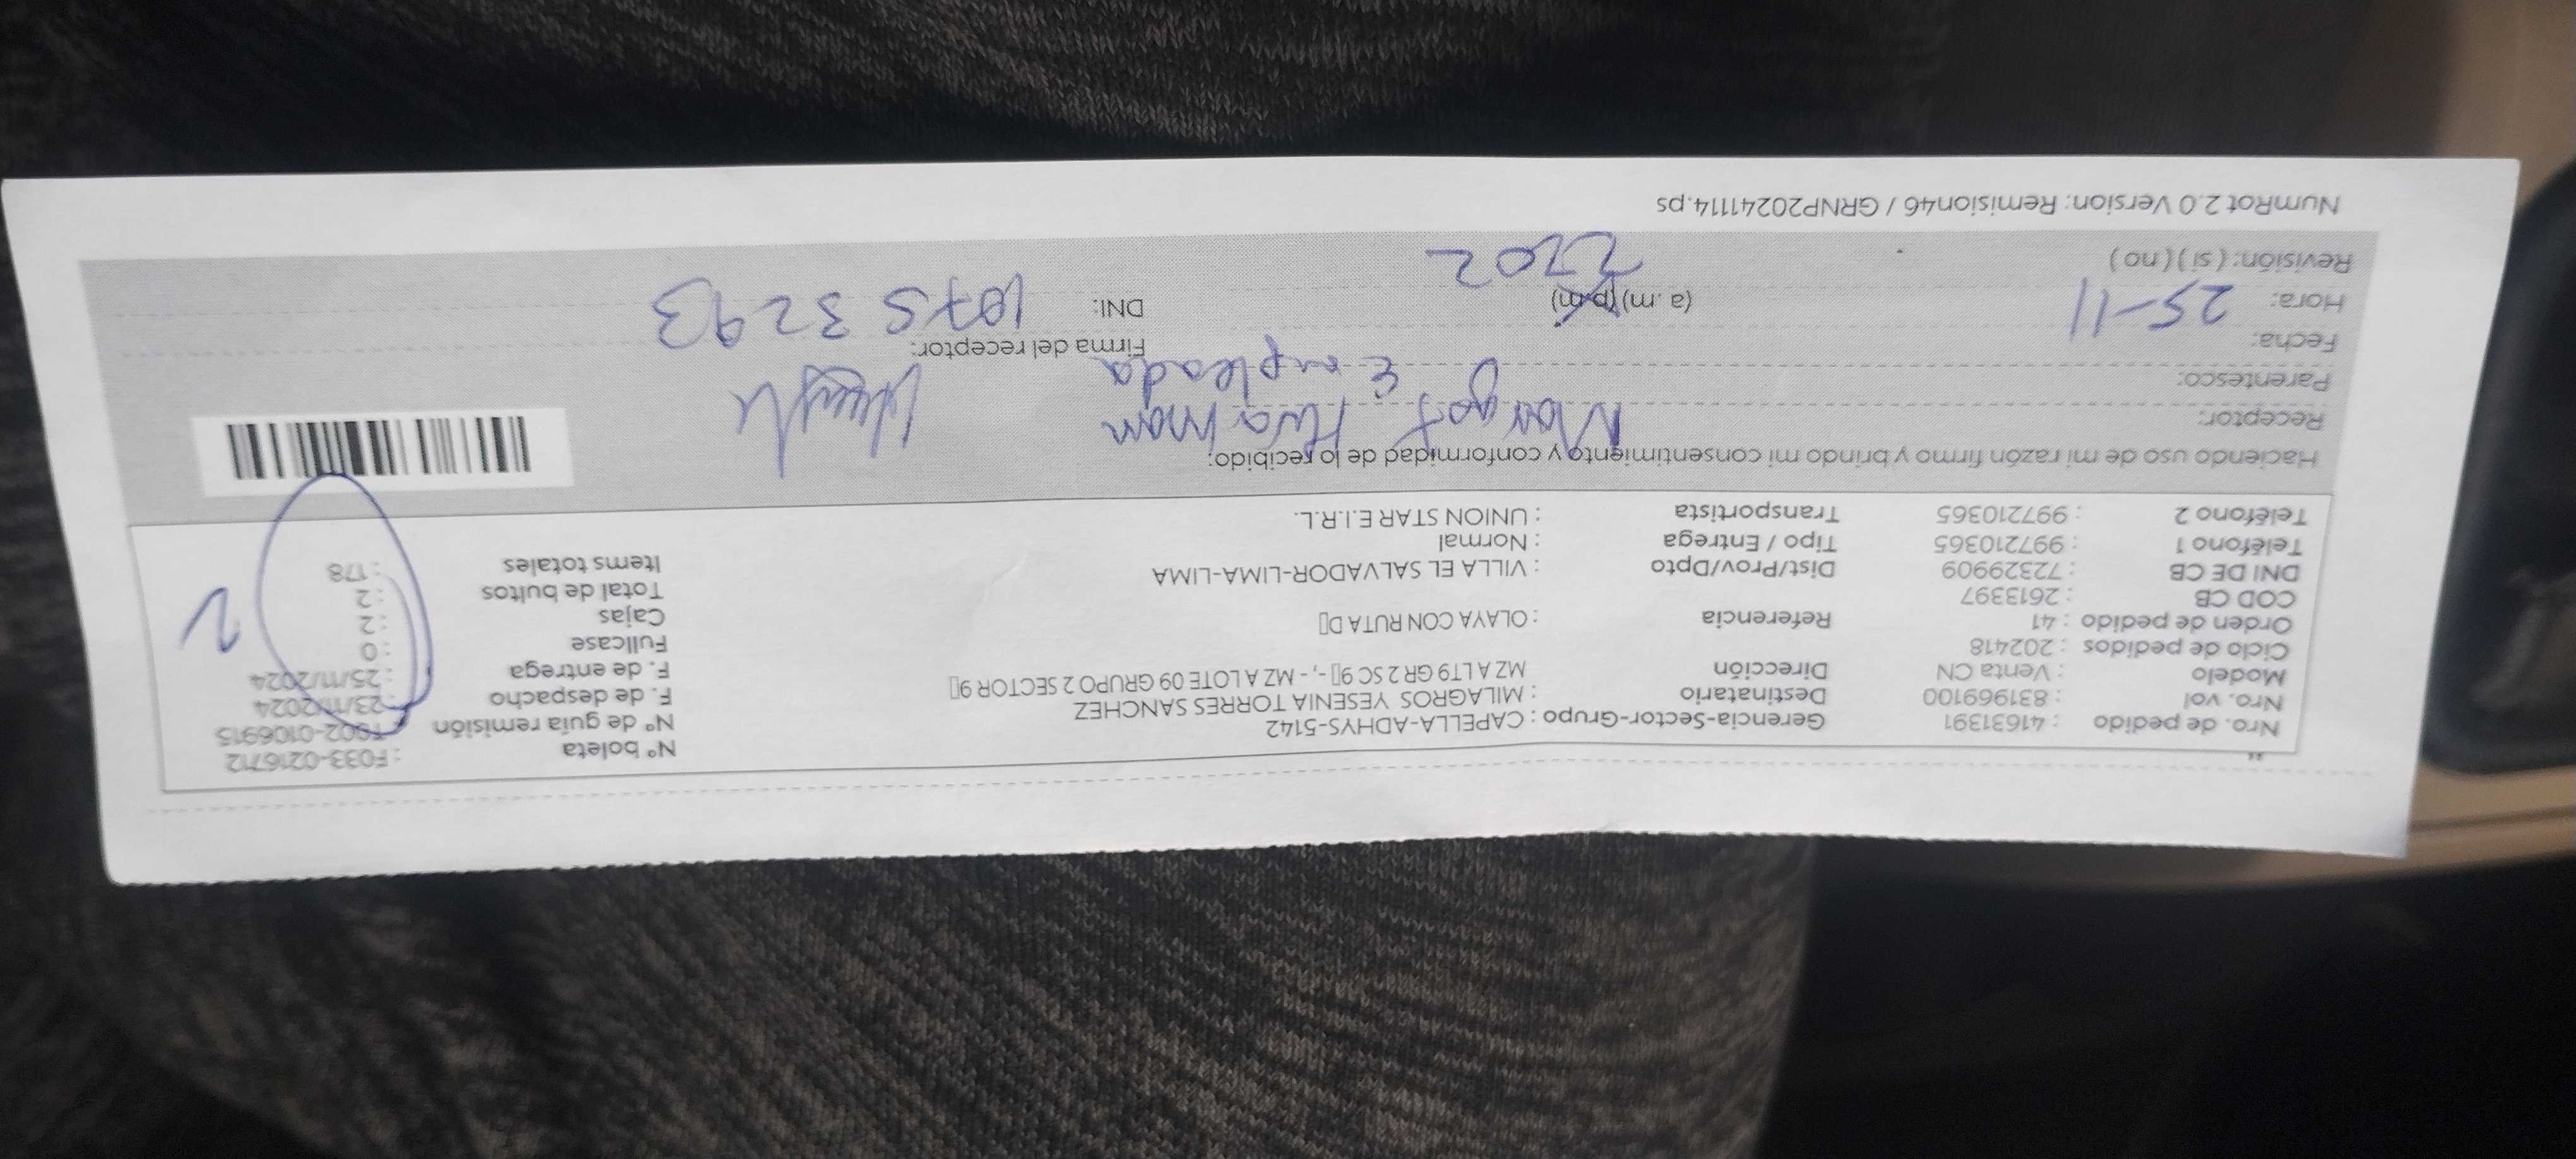 Nro. de pedido : 41631391 Gerencia-Sector-Grupo : CAPELLA-ADHYS-5142 N° boleta : F033-0216712
Nro. vol : 831969100 Destinatario : MILAGROS YESENIA TORRES SANCHEZ N° de guía remisión T002-0106915
Modelo : Venta CN Dirección MZ A LT9 GR 2 SC 9▯ -, - MZ A LOTE 09 GRUPO 2 SECTOR 9▯ F. de despacho : 23/11/2024
Ciclo de pedidos : 202418 F. de entrega : 25/11/2024
Orden de pedido : 41 Referencia : OLAYA CON RUTA D▯ Fullcase : 0
COD CB : 2613397 Cajas : 2
2
DNI DE CB : 72329909 Dist/Prov/Dpto : VILLA EL SALVADOR-LIMA-LIMA Total de bultos : 2
Teléfono 1 : 997210365 Tipo / Entrega : Normal Items totales : 178
Teléfono 2 : 997210365 Transportista : UNION STAR E.I.R.L.
Haciendo uso de mi razón firmo y brindo mi consentimiento y conformidad de lo recibido:
Receptor: Margot Huaman
Parentesco: Empleada
Fecha: Firma del receptor:
Hora: 25-11 (a.m) (p.m) DNI: 10753293
Revisión: ( si ) ( no ) 2702
NumRot 2.0 Version: Remision46 / GRNP20241114.ps